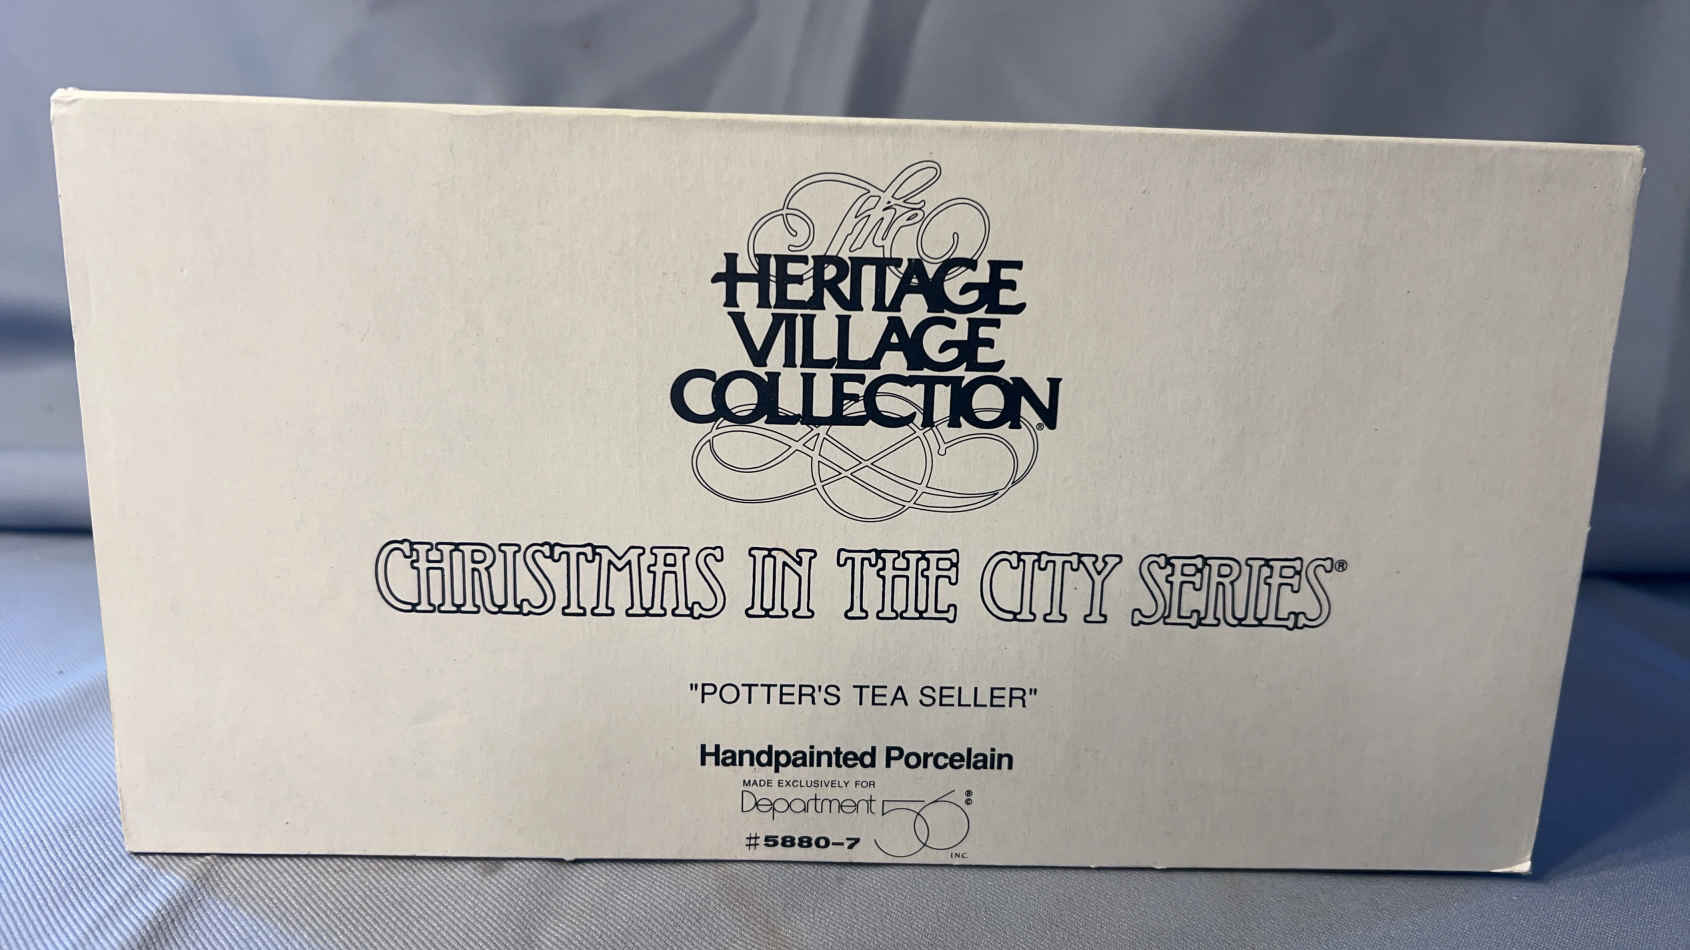 The
HERITAGE
VILLAGE
COLLECTION®
CHRISTMAS IN THE CITY SERIES®
"POTTER'S TEA SELLER"
Handpainted Porcelain
MADE EXCLUSIVELY FOR
Department 56 ® ©
#5880-7
INC.